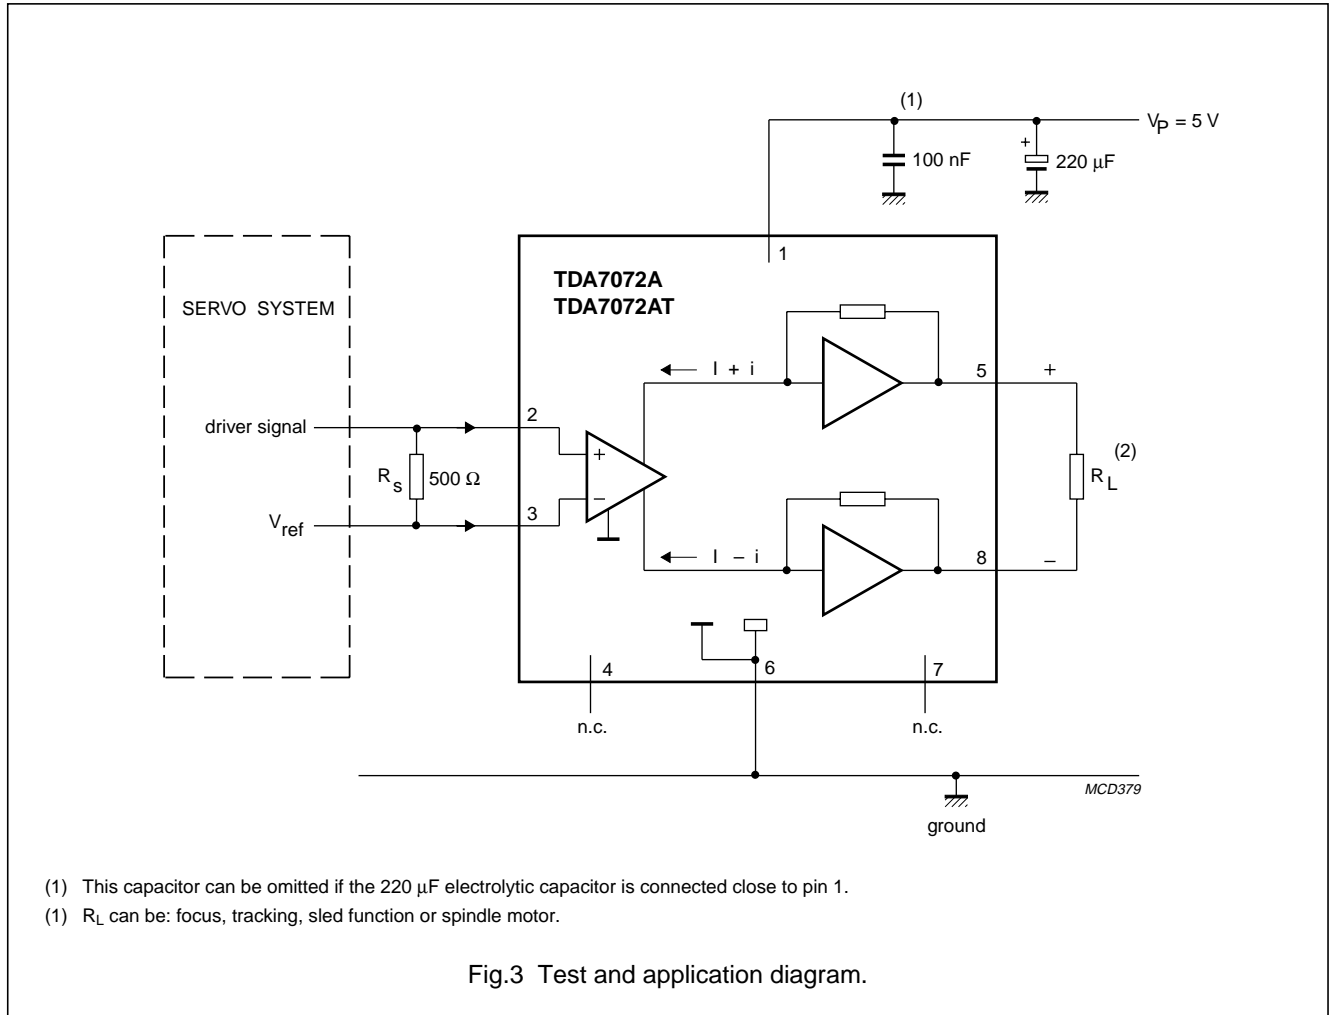 (1)
V_P = 5 V
100 nF
+
220 μF
1
TDA7072A
TDA7072AT
SERVO SYSTEM
I + i
5
+
driver signal
2
+
(2)
R_s
500 Ω
R_L
−
V_ref
3
I − i
8
−
4
6
7
n.c.
n.c.
MCD379
ground
(1) This capacitor can be omitted if the 220 μF electrolytic capacitor is connected close to pin 1.
(1) R_L can be: focus, tracking, sled function or spindle motor.
Fig.3 Test and application diagram.